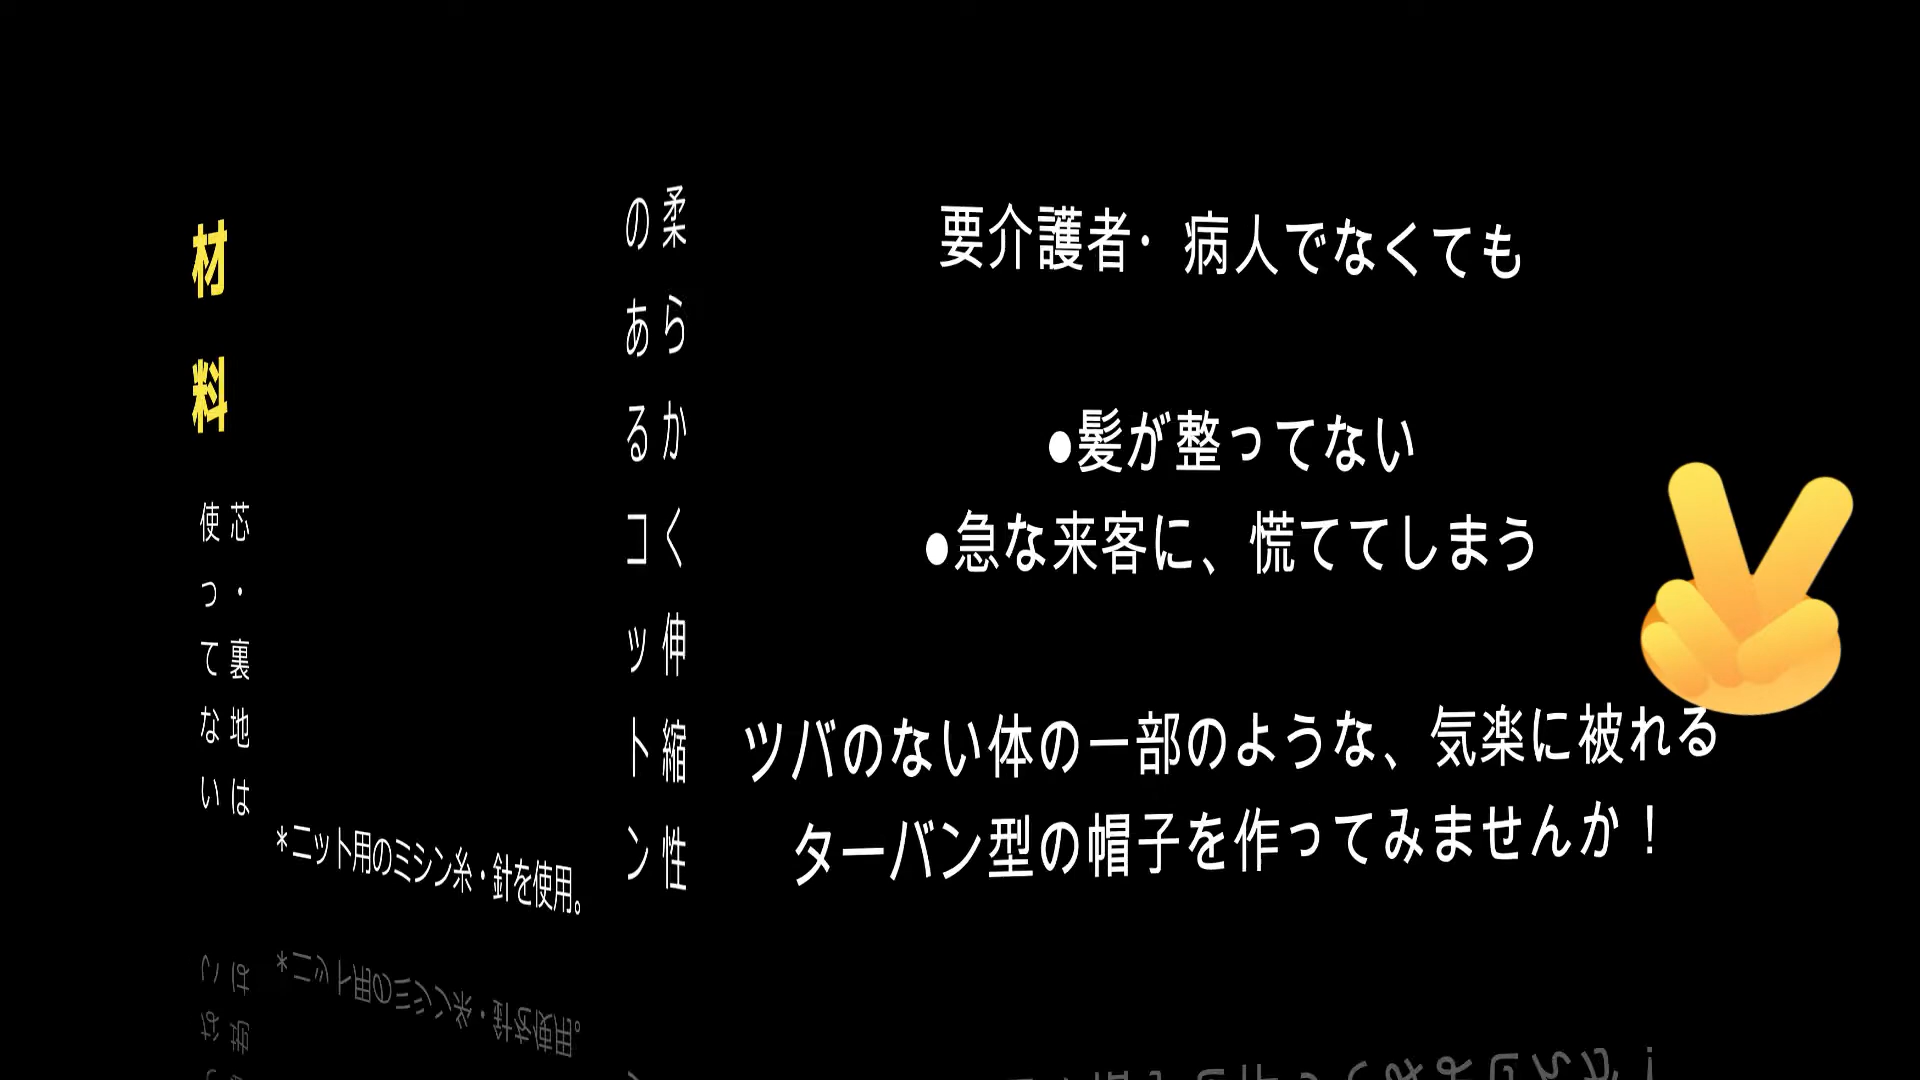 材料
芯・裏地は
使ってない
*ニット用のミシン糸・針を使用。
柔らかく伸縮性
のあるコットン
要介護者・病人でなくても
●髪が整ってない
●急な来客に、慌ててしまう
ツバのない体の一部のような、気楽に被れる
ターバン型の帽子を作ってみませんか！